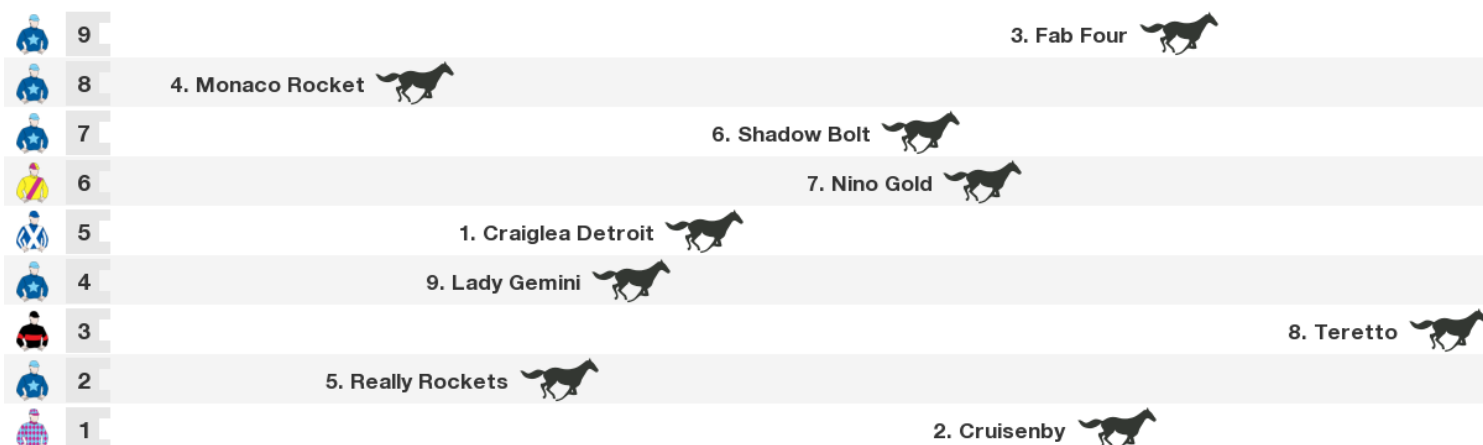 9 3. Fab Four
8 4. Monaco Rocket
7 6. Shadow Bolt
6 7. Nino Gold
5 1. Craiglea Detroit
4 9. Lady Gemini
3 8. Teretto
2 5. Really Rockets
1 2. Cruisenby